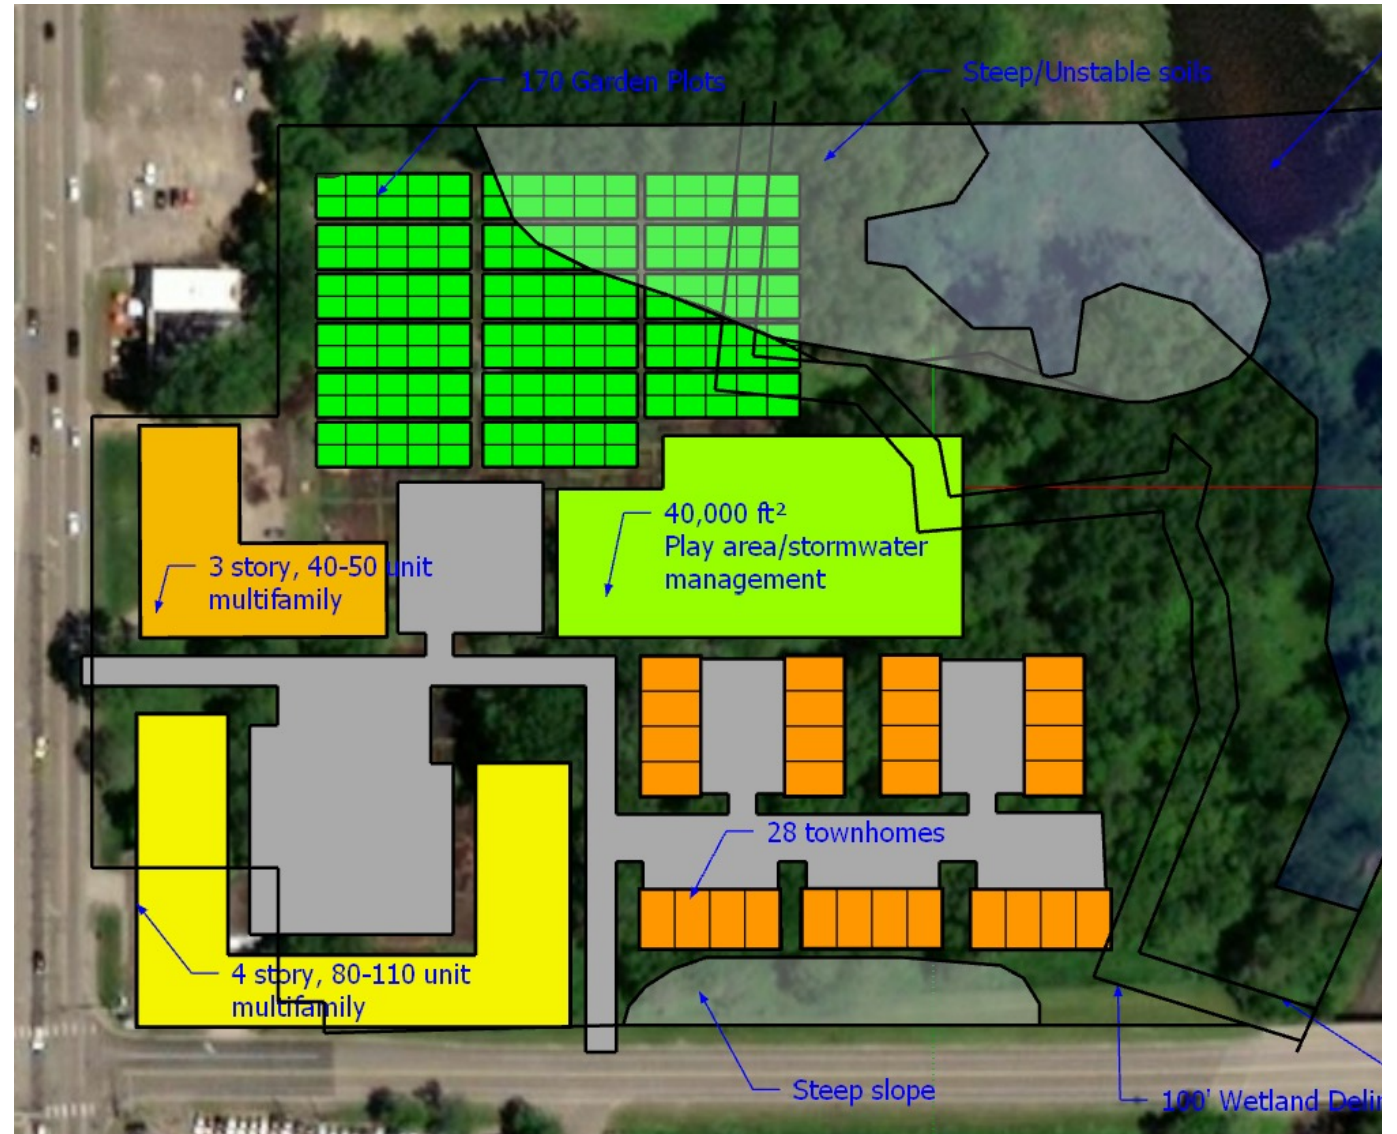 170 Garden Plots
Steep/Unstable soils
40,000 ft²
Play area/stormwater
management
3 story, 40-50 unit
multifamily
28 townhomes
4 story, 80-110 unit
multifamily
Steep slope
100' Wetland Delin